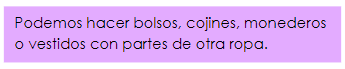 Podemos hacer bolsos, cojines, monederos
o vestidos con partes de otra ropa.